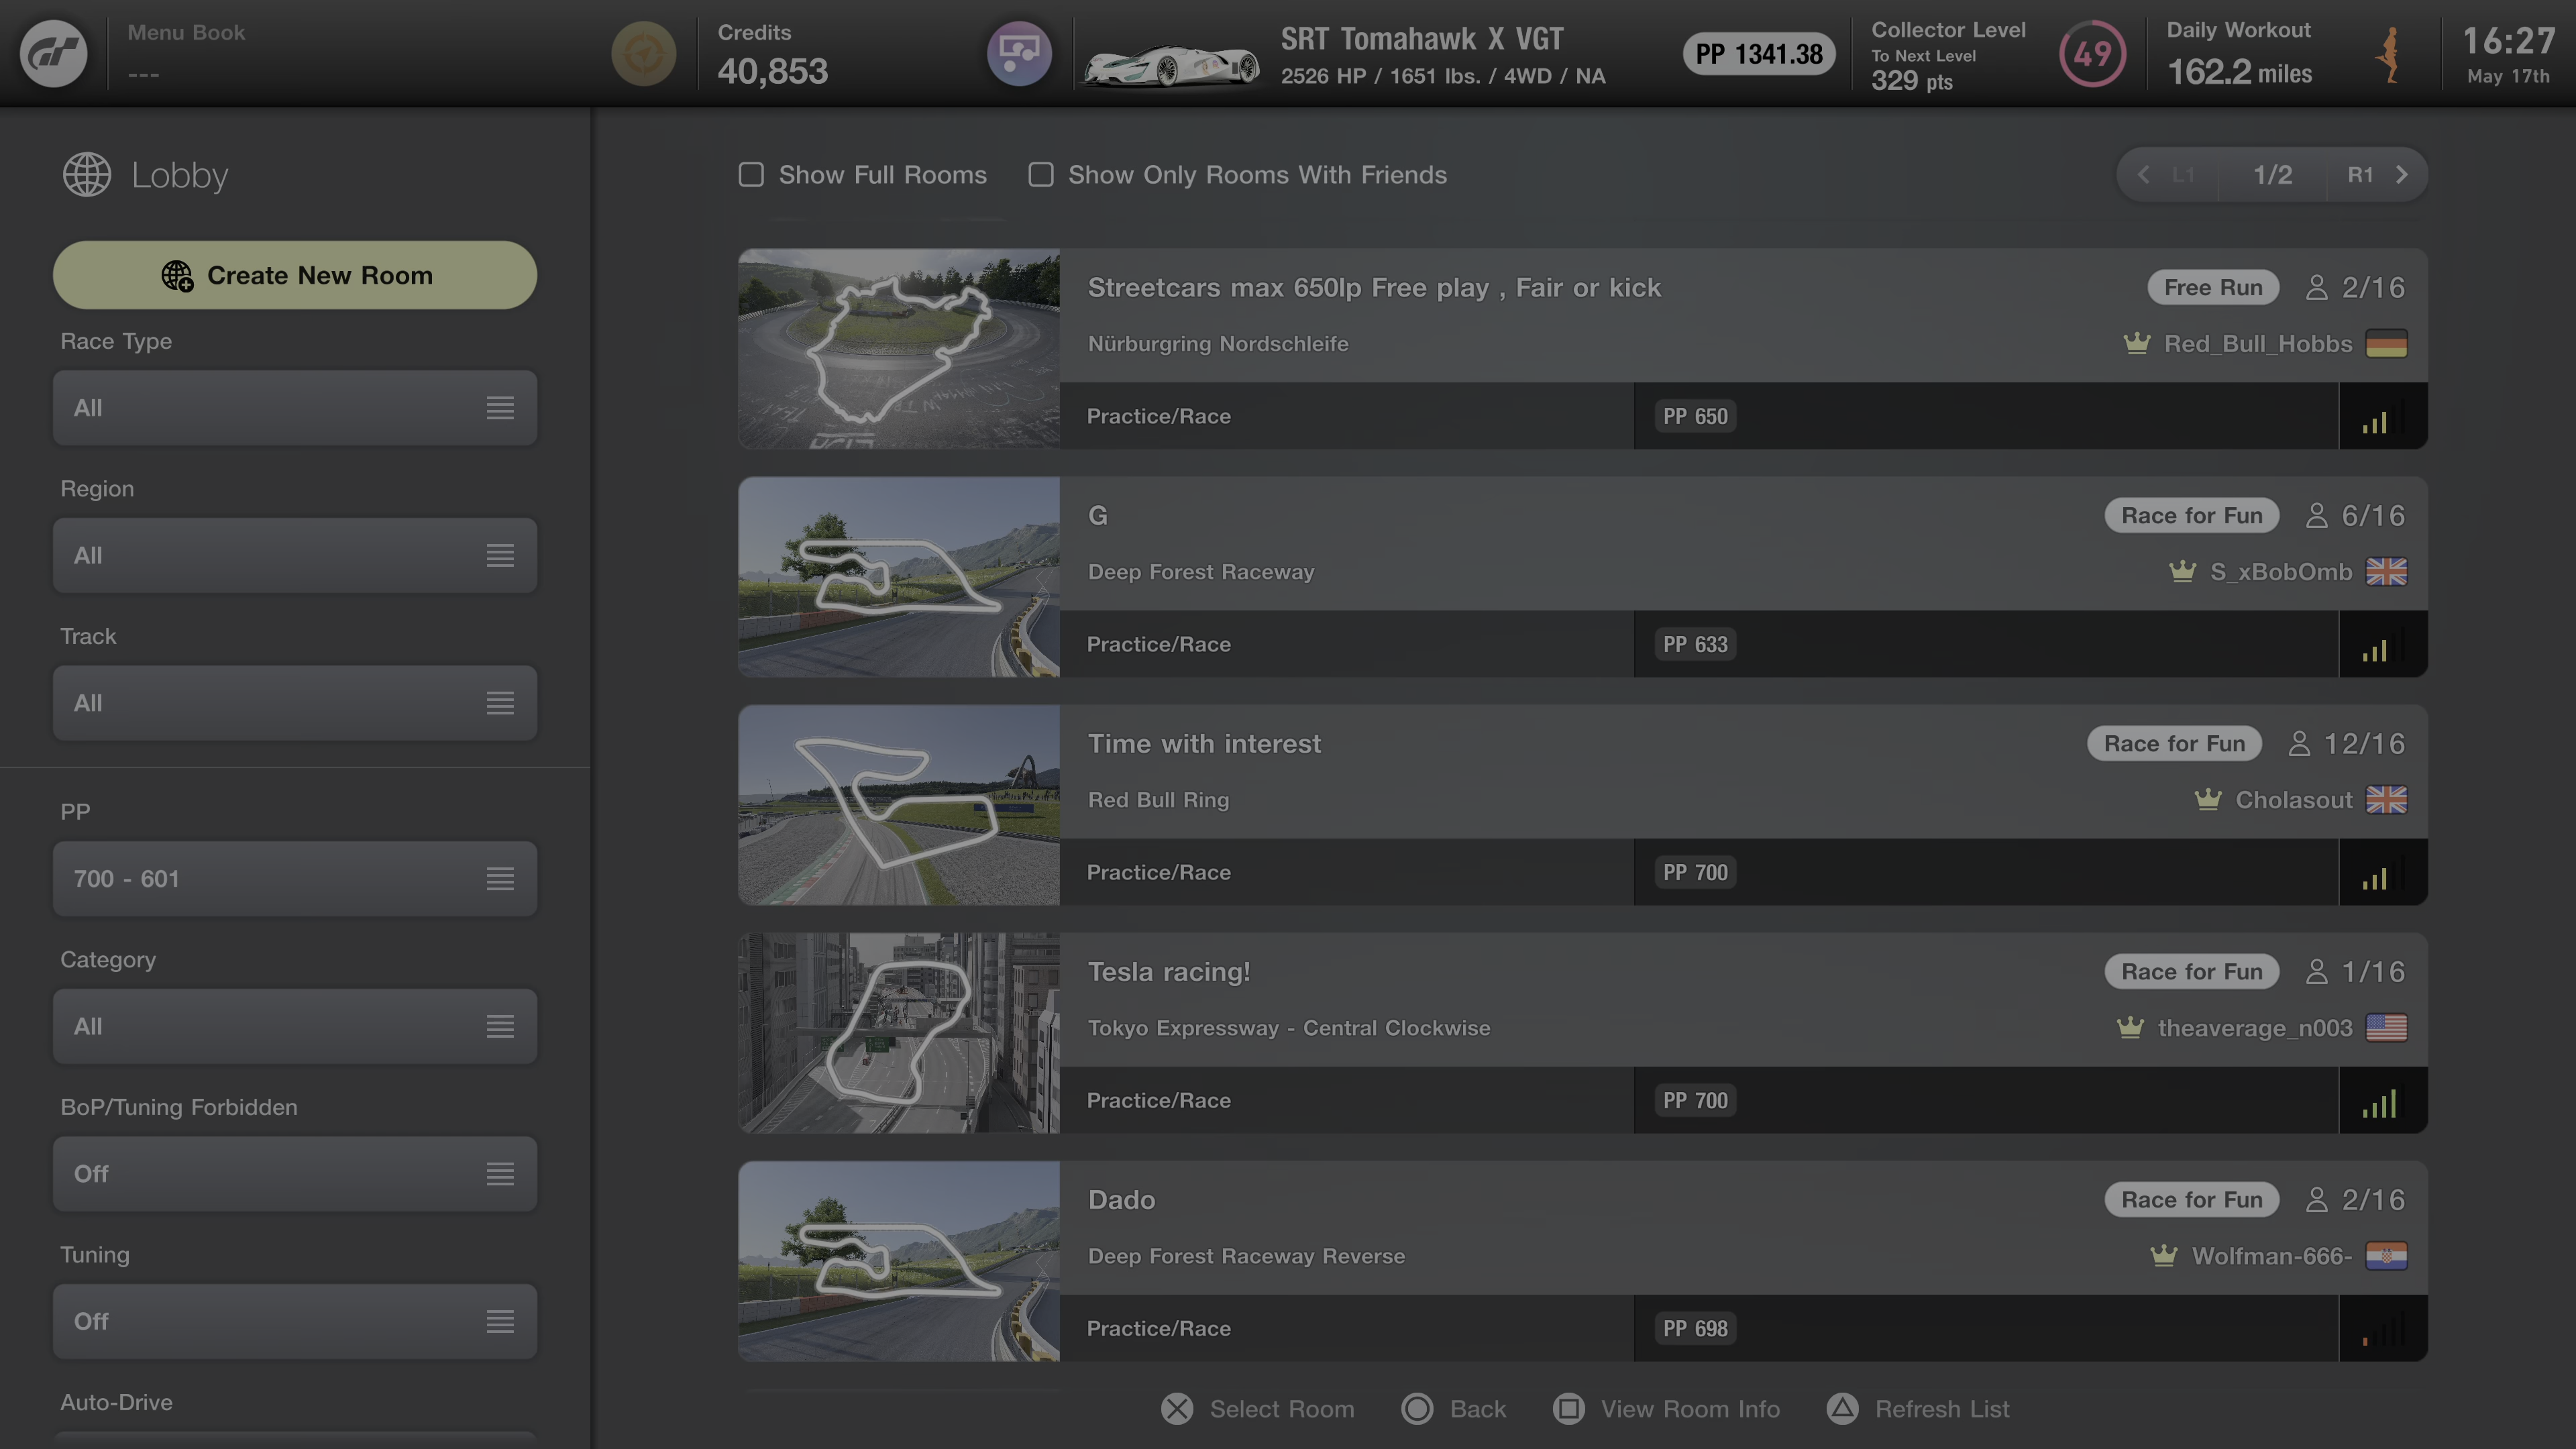 Menu Book
---
Credits
40,853
SRT Tomahawk X VGT
2526 HP / 1651 lbs. / 4WD / NA
PP 1341.38
Collector Level
To Next Level
329 pts
49
Daily Workout
162.2 miles
16:27
May 17th
Lobby
Create New Room
Race Type
All
Region
All
Track
All
PP
700 - 601
Category
All
BoP/Tuning Forbidden
Off
Tuning
Off
Auto-Drive
Show Full Rooms
Show Only Rooms With Friends
L1
1/2
R1
Streetcars max 650lp Free play , Fair or kick
Free Run
2/16
Nürburgring Nordschleife
Red_Bull_Hobbs
Practice/Race
PP 650
G
Race for Fun
6/16
Deep Forest Raceway
S_xBobOmb
Practice/Race
PP 633
Time with interest
Race for Fun
12/16
Red Bull Ring
Cholasout
Practice/Race
PP 700
Tesla racing!
Race for Fun
1/16
Tokyo Expressway - Central Clockwise
theaverage_n003
Practice/Race
PP 700
Dado
Race for Fun
2/16
Deep Forest Raceway Reverse
Wolfman-666-
Practice/Race
PP 698
Select Room
Back
View Room Info
Refresh List